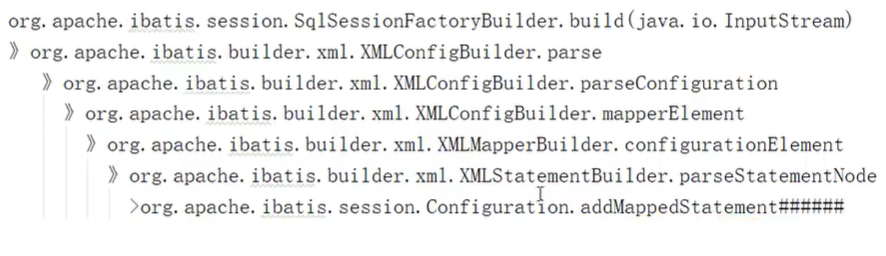 org.apache.ibatis.session.SqlSessionFactoryBuilder.build(java.io.InputStream)
》org.apache.ibatis.builder.xml.XMLConfigBuilder.parse
》org.apache.ibatis.builder.xml.XMLConfigBuilder.parseConfiguration
》org.apache.ibatis.builder.xml.XMLConfigBuilder.mapperElement
》org.apache.ibatis.builder.xml.XMLMapperBuilder.configurationElement
》org.apache.ibatis.builder.xml.XMLStatementBuilder.parseStatementNode
>org.apache.ibatis.session.Configuration.addMappedStatement######